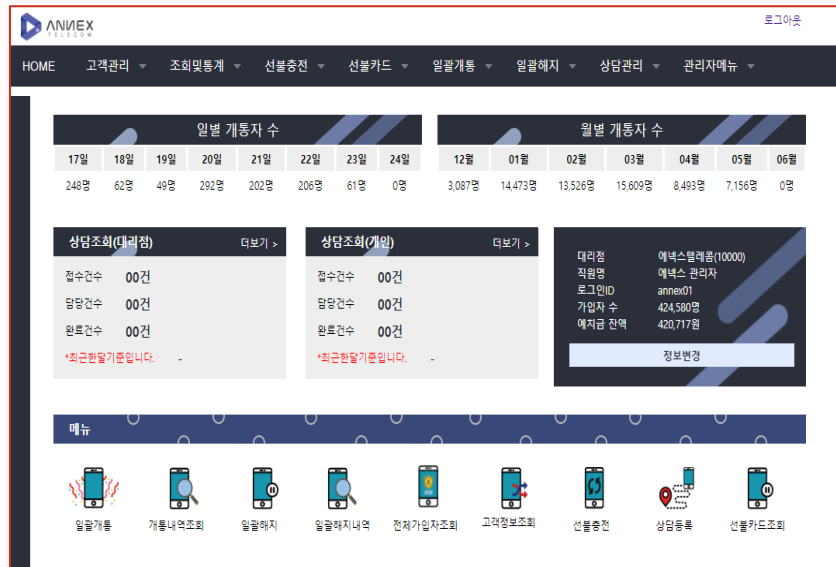 ANNEX
TELECOM
로그아웃
HOME 고객관리 조회및통계 선불충전 선불카드 일괄개통 일괄해지 상담관리 관리자메뉴
일별 개통자 수
17일 18일 19일 20일 21일 22일 23일 24일
248명 62명 49명 292명 202명 206명 61명 0명
월별 개통자 수
12월 01월 02월 03월 04월 05월 06월
3,087명 14,473명 13,526명 15,609명 8,493명 7,156명 0명
상담조회(대리점) 더보기 >
접수건수 00건
담당건수 00건
완료건수 00건
*최근한달기준입니다. -
상담조회(개인) 더보기 >
접수건수 00건
담당건수 00건
완료건수 00건
*최근한달기준입니다. -
대리점 에넥스텔레콤(10000)
직원명 에넥스 관리자
로그인ID annex01
가입자 수 424,580명
예치금 잔액 420,717원
정보변경
메뉴
일괄개통 개통내역조회 일괄해지 일괄해지내역 전체가입자조회 고객정보조회 선불충전 상담등록 선불카드조회